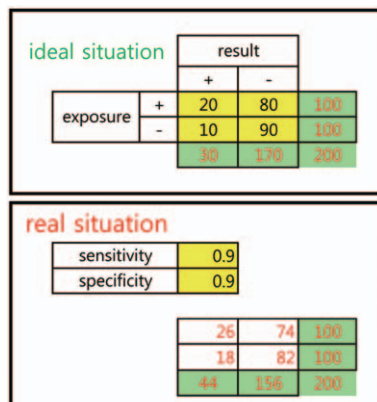 ideal situation
result
+ -
exposure + 20 80 100
- 10 90 100
30 170 200
real situation
sensitivity 0.9
specificity 0.9
26 74 100
18 82 100
44 156 200